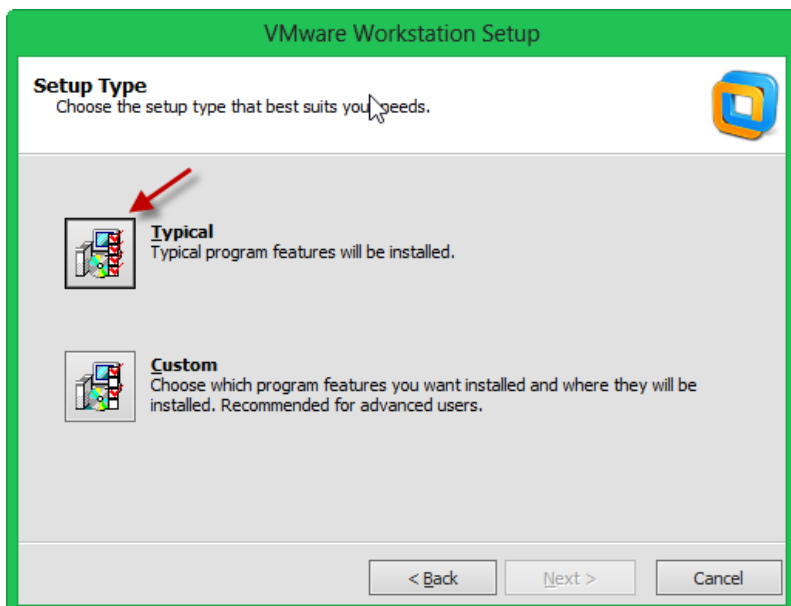 VMware Workstation Setup
Setup Type
Choose the setup type that best suits your needs.
Typical
Typical program features will be installed.
Custom
Choose which program features you want installed and where they will be
installed. Recommended for advanced users.
< Back
Next >
Cancel